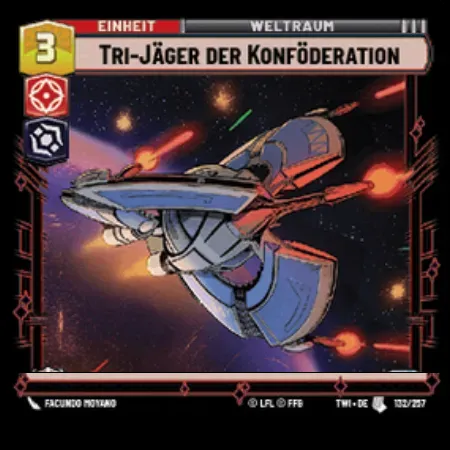 EINHEIT WELTRAUM
3 TRI-JÄGER DER KONFÖDERATION
FACUNDO MOYANO © LFL © FFG TWI • DE 132/257